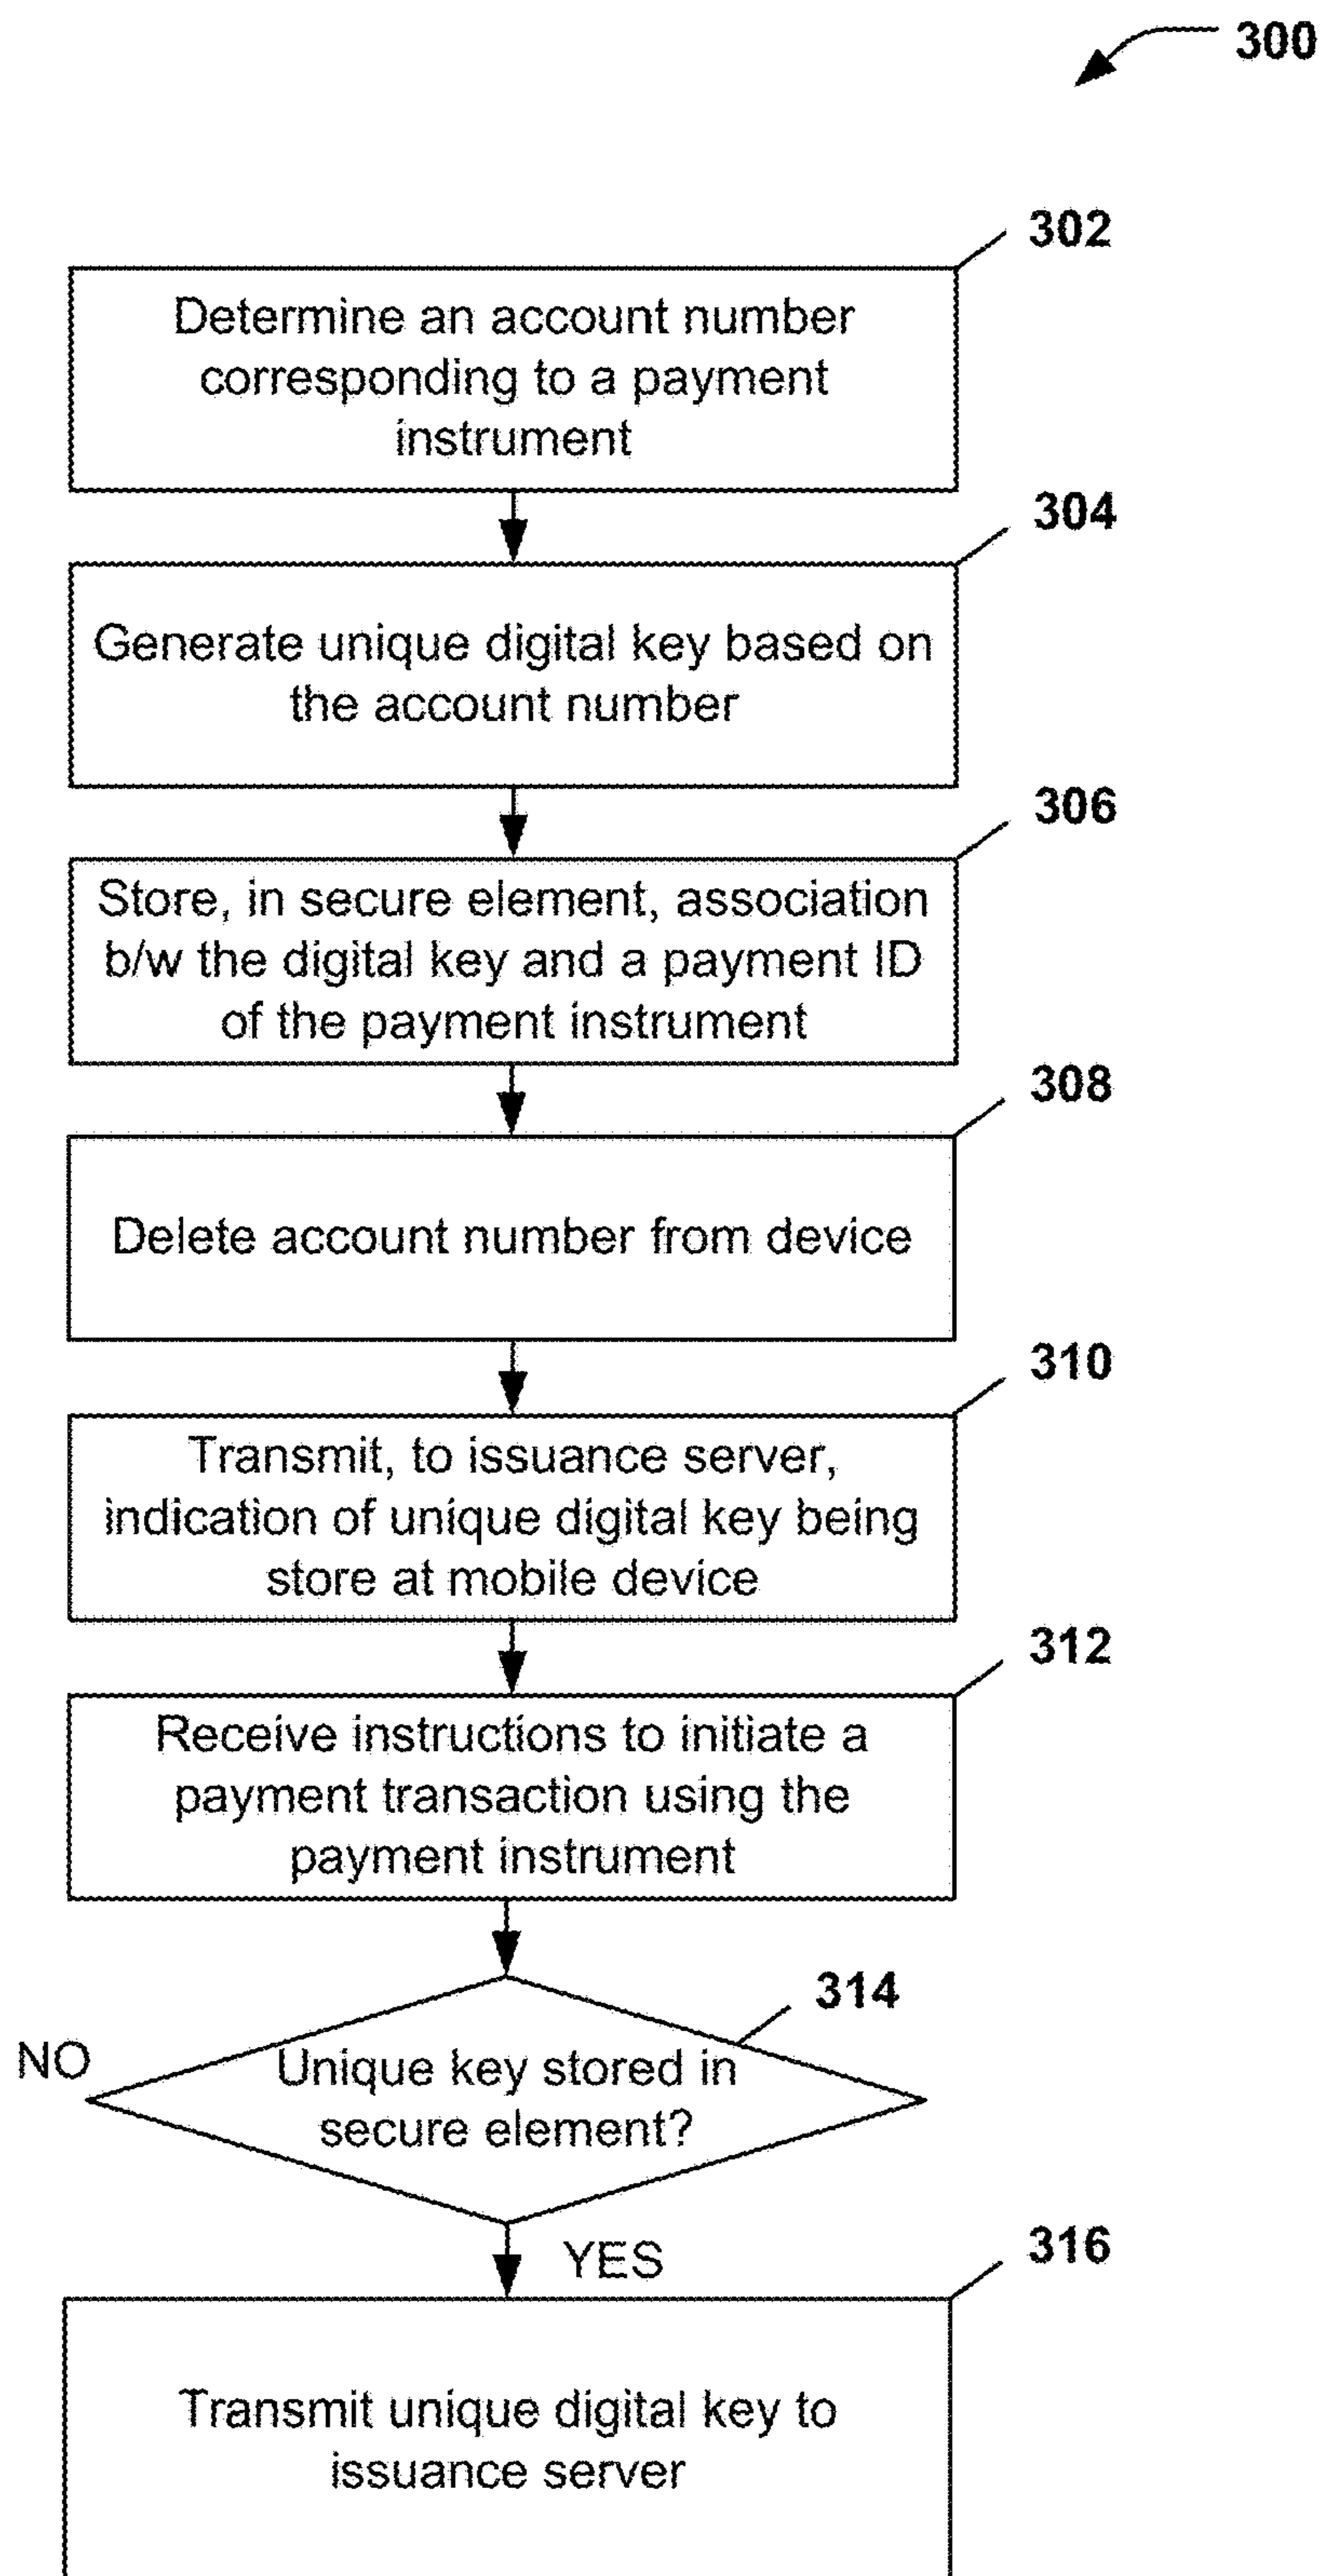 300
302
Determine an account number
corresponding to a payment
instrument
304
Generate unique digital key based on
the account number
306
Store, in secure element, association
b/w the digital key and a payment ID
of the payment instrument
308
Delete account number from device
310
Transmit, to issuance server,
indication of unique digital key being
store at mobile device
312
Receive instructions to initiate a
payment transaction using the
payment instrument
314
NO
Unique key stored in
secure element?
YES
316
Transmit unique digital key to
issuance server